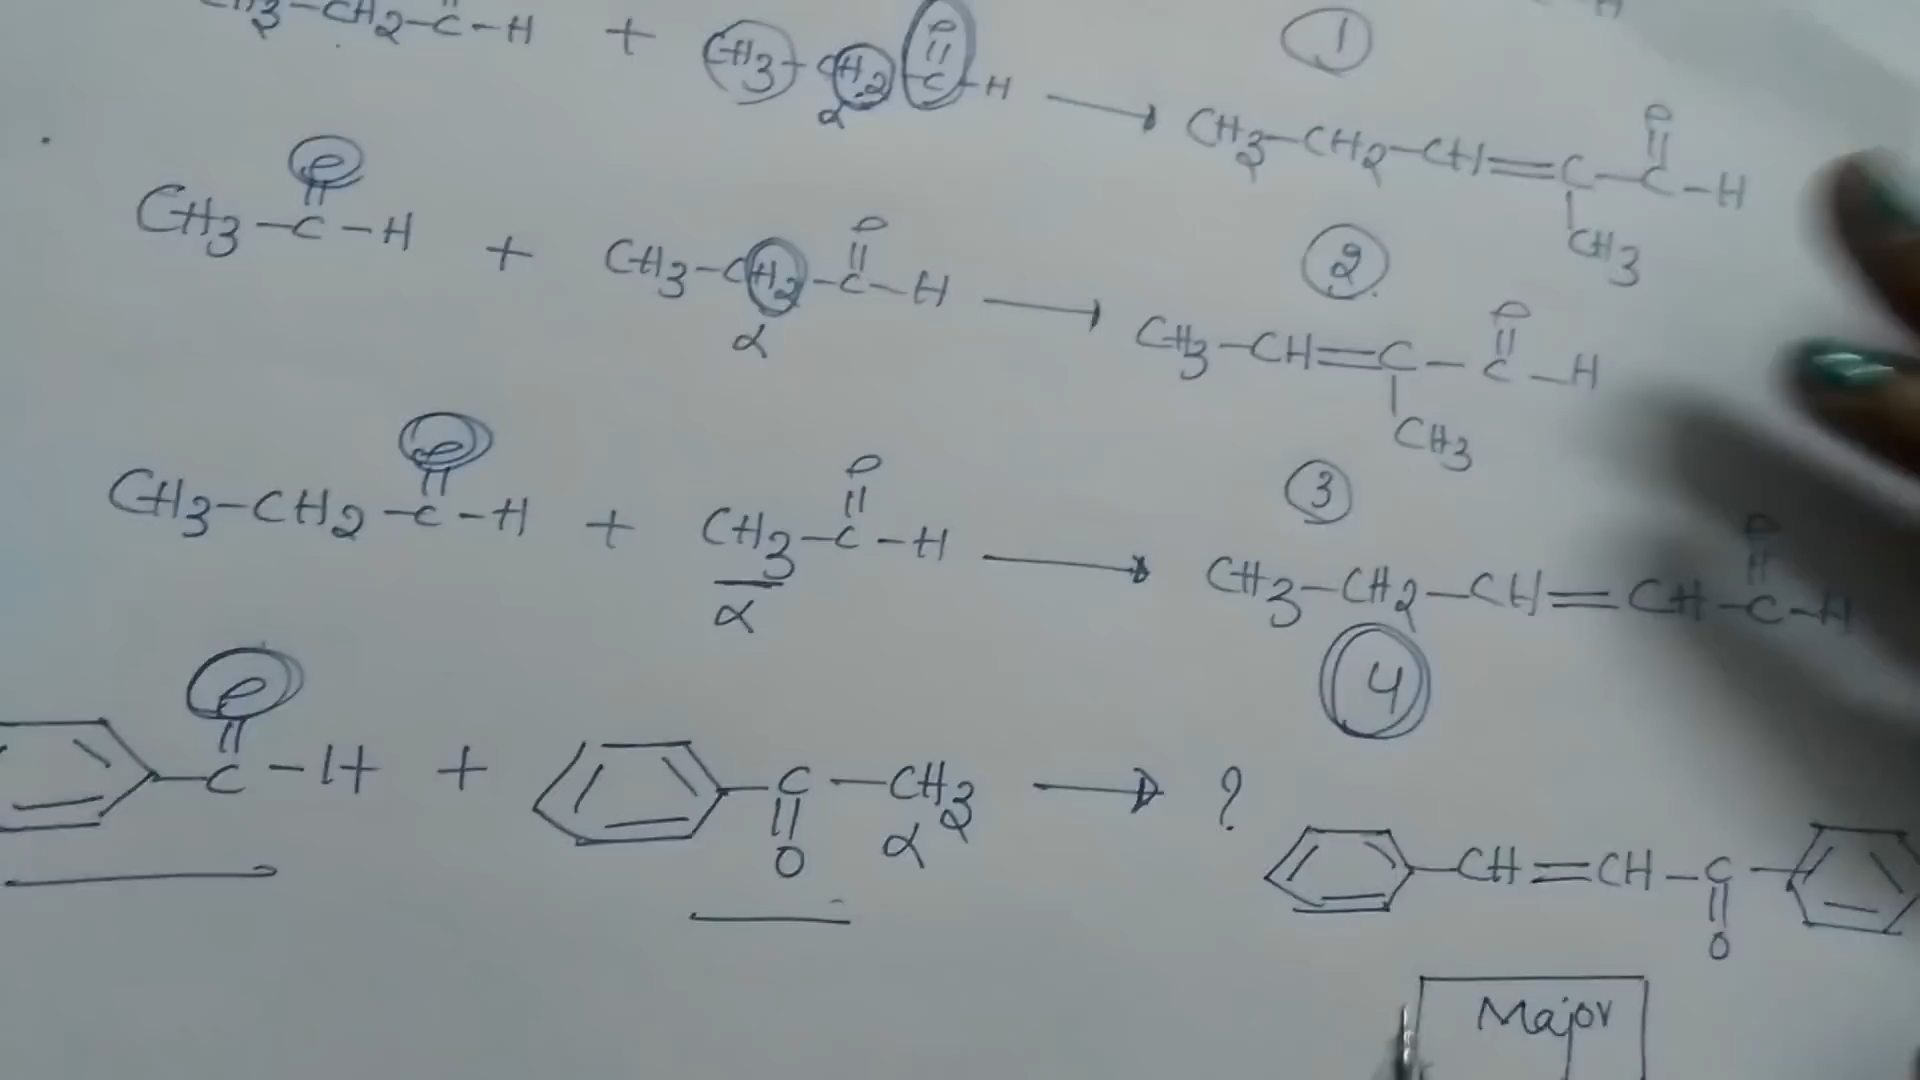 CH3-CH2-C-H + CH3-CH2-C-H → CH3-CH2-CH=C-C-H
O
O
α
CH3
1
CH3-C-H + CH3-CH2-C-H → CH3-CH=C-C-H
O
O
O
α
CH3
2
CH3-CH2-C-H + CH3-C-H → CH3-CH2-CH=CH-C-H
O
O
O
α
3
4
C-H + C-CH3 → ?
O
O
α
CH=CH-C
O
Major